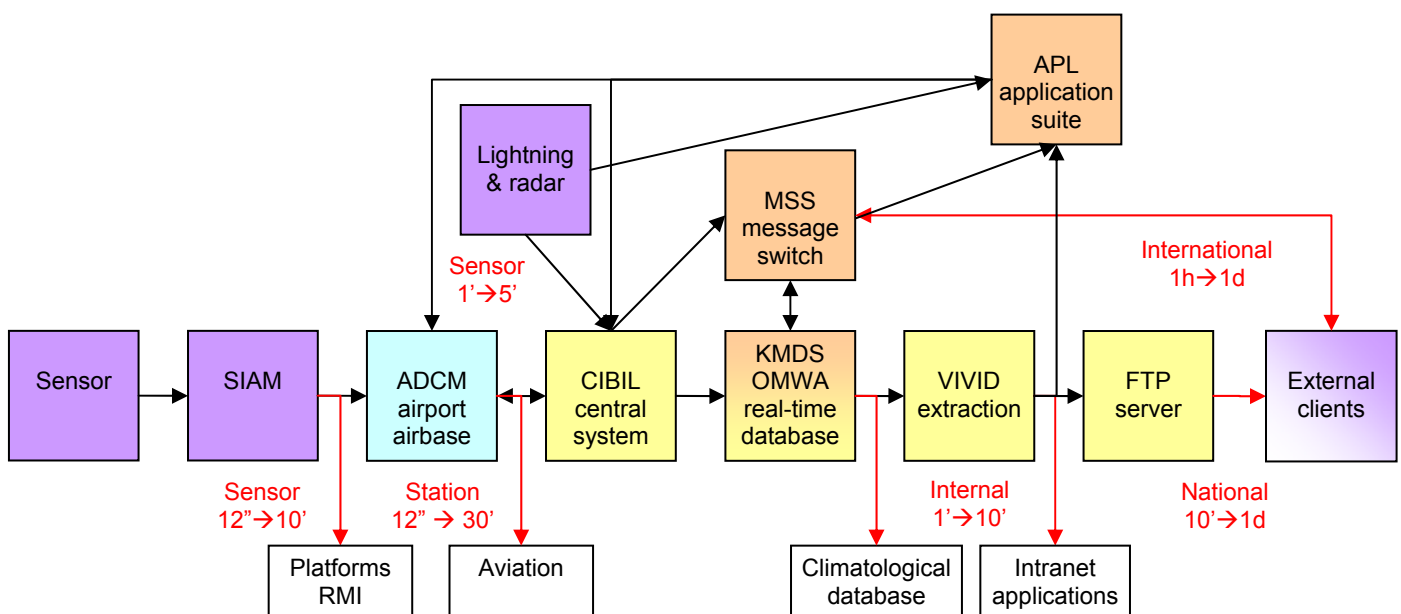 APL
application
suite
Lightning
& radar
MSS
message
switch
Sensor
1’→5’
International
1h→1d
Sensor
SIAM
ADCM
airport
airbase
CIBIL
central
system
KMDS
OMWA
real-time
database
VIVID
extraction
FTP
server
External
clients
Sensor
12”→10’
Station
12” → 30’
Internal
1’→10’
National
10’→1d
Platforms
RMI
Aviation
Climatological
database
Intranet
applications